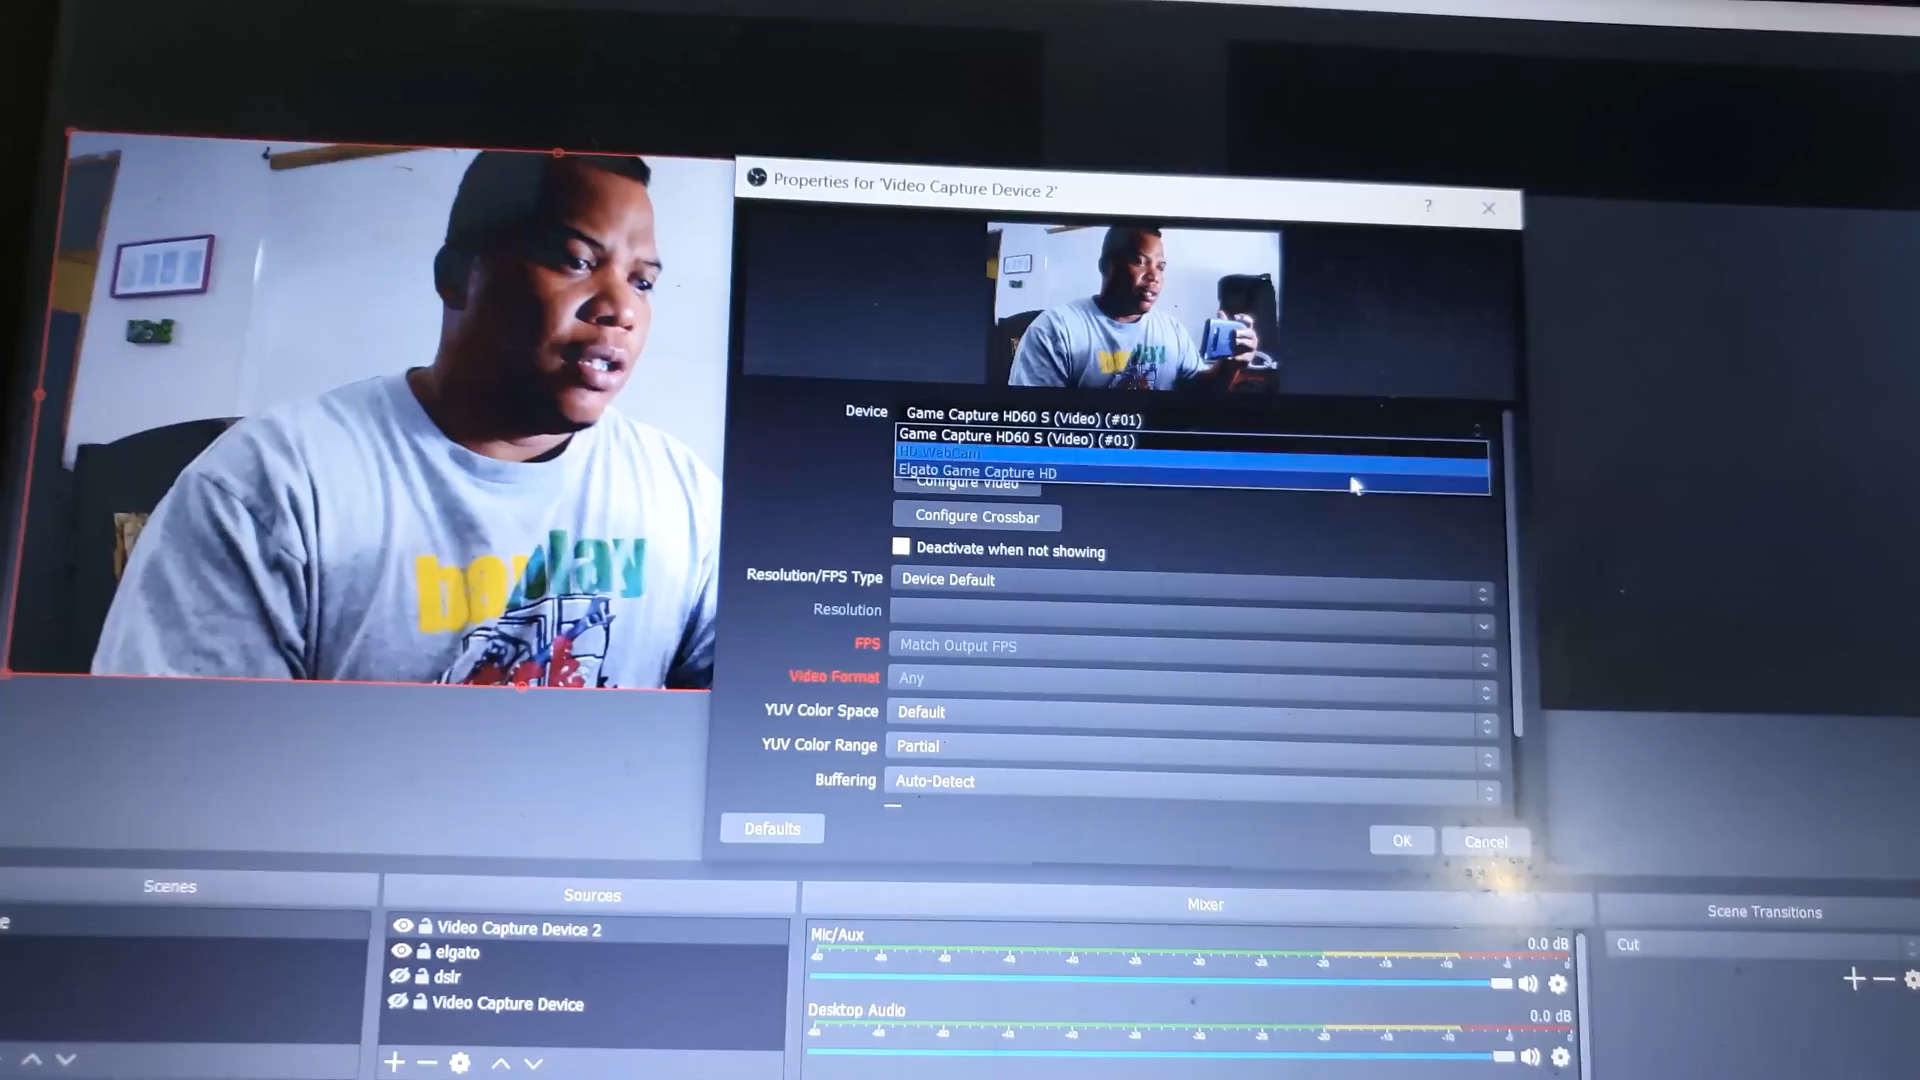 Properties for 'Video Capture Device 2'
?
Device
Game Capture HD60 S (Video) (#01)
Game Capture HD60 S (Video) (#01)
HD WebCam
Elgato Game Capture HD
Configure Video
Configure Crossbar
Deactivate when not showing
Resolution/FPS Type
Device Default
Resolution
FPS
Match Output FPS
Video Format
Any
YUV Color Space
Default
YUV Color Range
Partial
Buffering
Auto-Detect
Defaults
OK
Cancel
Scenes
Sources
Video Capture Device 2
elgato
dslr
Video Capture Device
Mixer
Mic/Aux
0.0 dB
Desktop Audio
0.0 dB
Scene Transitions
Cut